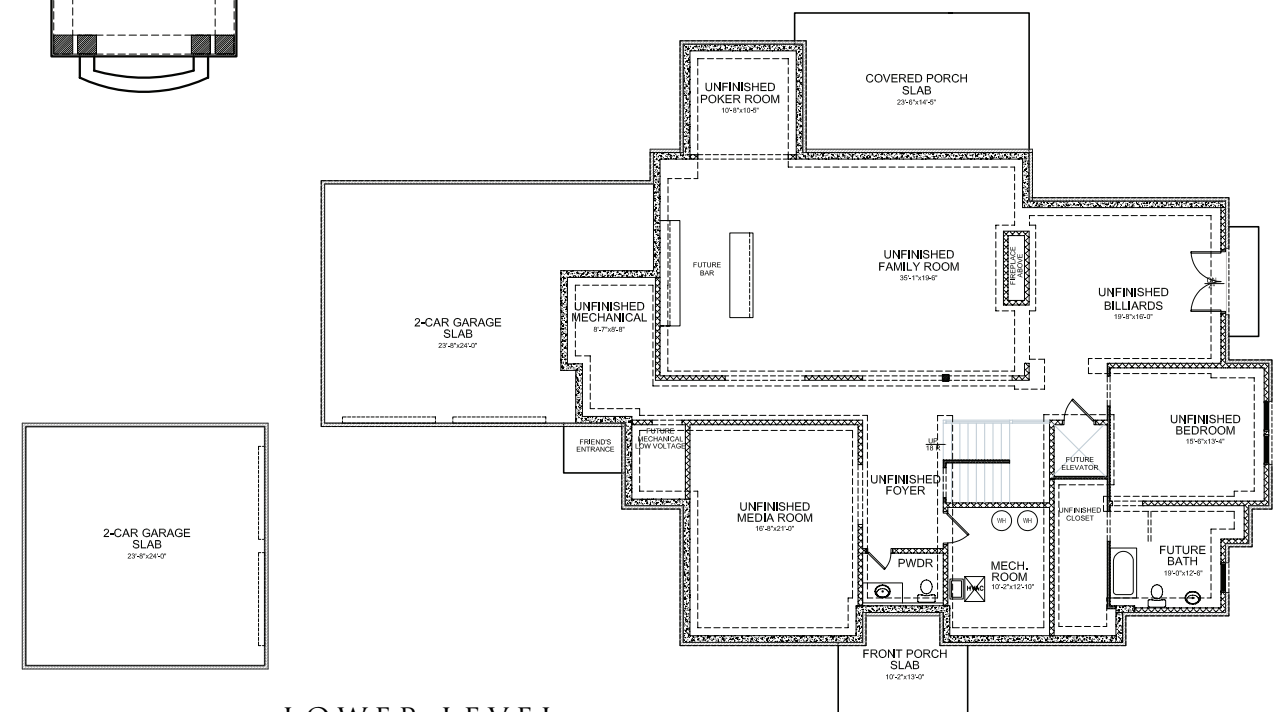 UNFINISHED
POKER ROOM
10'-8"x10-5"
COVERED PORCH
SLAB
23'-6"x14'-5"
2-CAR GARAGE
SLAB
23'-8"x24'-0"
UNFINISHED
MECHANICAL
8'-7"x8'-8"
FUTURE
BAR
UNFINISHED
FAMILY ROOM
35'-1"x19-6"
FIREPLACE
ABOVE
UNFINISHED
BILLIARDS
19'-8"x16'-0"
FRIEND'S
ENTRANCE
FUTURE
MECHANICAL
LOW VOLTAGE
UNFINISHED
MEDIA ROOM
16'-8"x21'-0"
UP
18 R
UNFINISHED
FOYER
FUTURE
ELEVATOR
UNFINISHED
BEDROOM
15'-6"x13'-4"
UNFINISHED
CLOSET
WH
WH
MECH.
ROOM
10'-2"x12'-10"
HVAC
PWDR
FUTURE
BATH
19'-0"x12'-6"
2-CAR GARAGE
SLAB
23'-8"x24'-0"
FRONT PORCH
SLAB
10'-2"x13'-0"
LOWER LEVEL